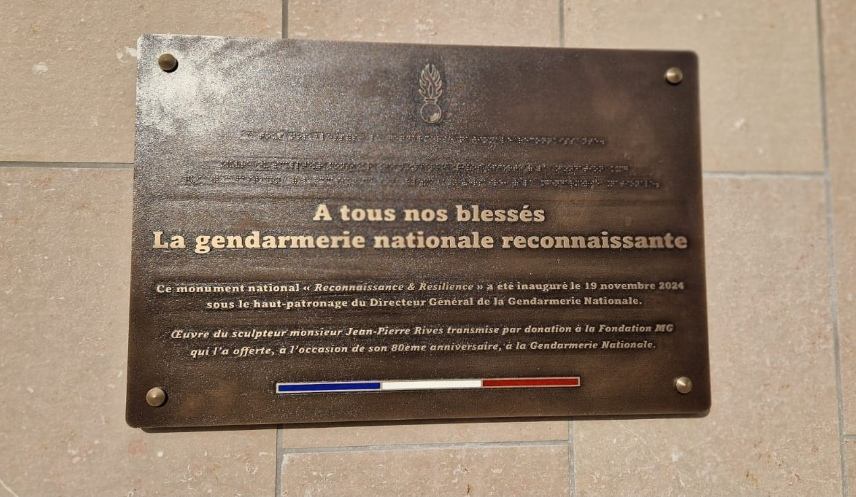 A tous nos blessés
La gendarmerie nationale reconnaissante
Ce monument national « Reconnaissance & Résilience » a été inauguré le 19 novembre 2024
sous le haut-patronage du Directeur Général de la Gendarmerie Nationale.
Œuvre du sculpteur monsieur Jean-Pierre Rives transmise par donation à la Fondation MG
qui l'a offerte, à l'occasion de son 80ème anniversaire, à la Gendarmerie Nationale.